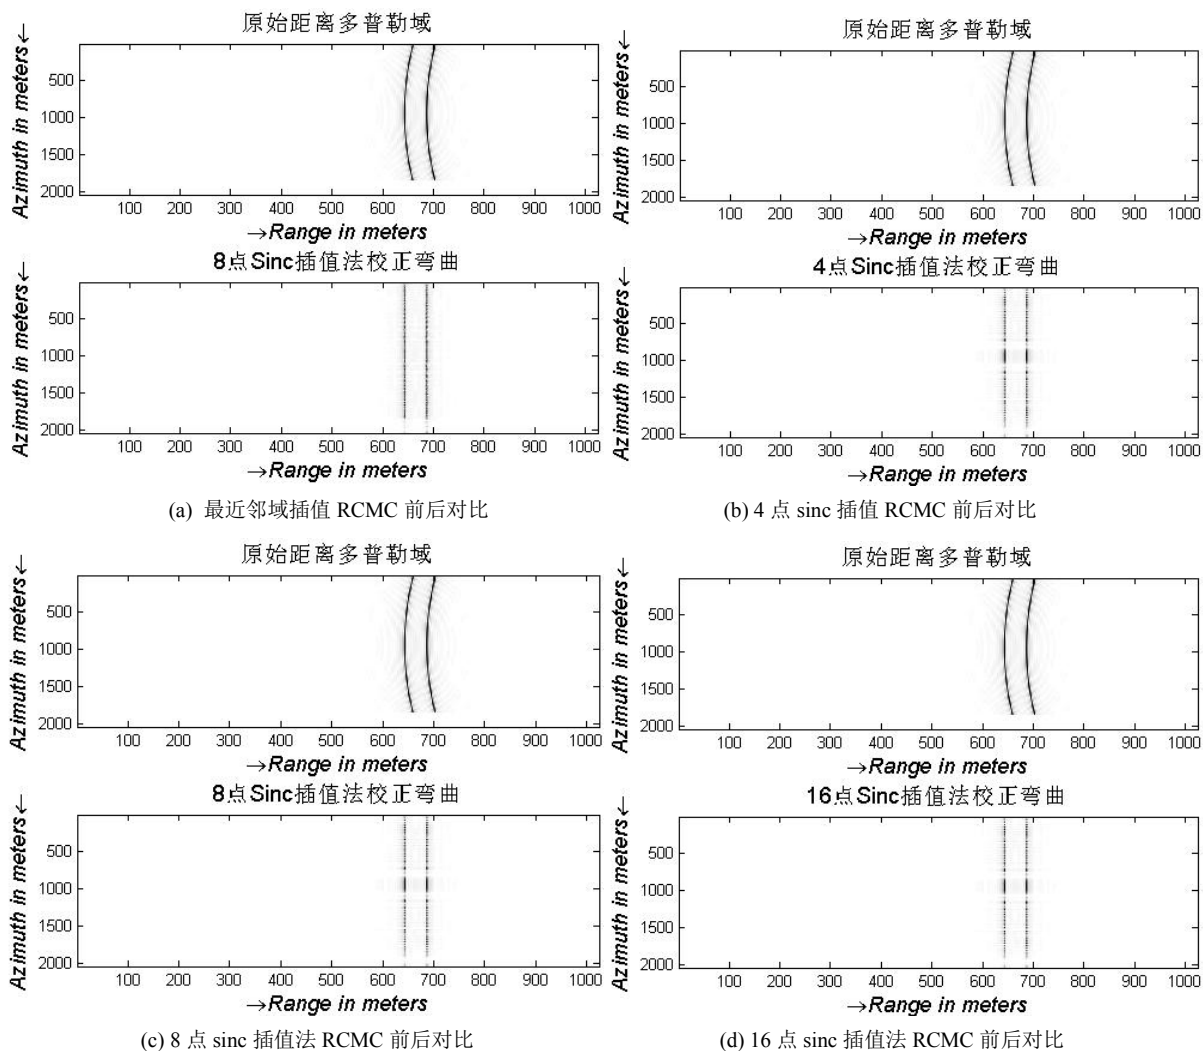 原始距离多普勒域
Azimuth in meters←
500
1000
1500
2000
100 200 300 400 500 600 700 800 900 1000
→Range in meters
8点Sinc插值法校正弯曲
Azimuth in meters←
500
1000
1500
2000
100 200 300 400 500 600 700 800 900 1000
→Range in meters
(a) 最近邻域插值 RCMC 前后对比
原始距离多普勒域
Azimuth in meters←
500
1000
1500
2000
100 200 300 400 500 600 700 800 900 1000
→Range in meters
4点Sinc插值法校正弯曲
Azimuth in meters←
500
1000
1500
2000
100 200 300 400 500 600 700 800 900 1000
→Range in meters
(b) 4 点 sinc 插值 RCMC 前后对比
原始距离多普勒域
Azimuth in meters←
500
1000
1500
2000
100 200 300 400 500 600 700 800 900 1000
→Range in meters
8点Sinc插值法校正弯曲
Azimuth in meters←
500
1000
1500
2000
100 200 300 400 500 600 700 800 900 1000
→Range in meters
(c) 8 点 sinc 插值法 RCMC 前后对比
原始距离多普勒域
Azimuth in meters←
500
1000
1500
2000
100 200 300 400 500 600 700 800 900 1000
→Range in meters
16点Sinc插值法校正弯曲
Azimuth in meters←
500
1000
1500
2000
100 200 300 400 500 600 700 800 900 1000
→Range in meters
(d) 16 点 sinc 插值法 RCMC 前后对比